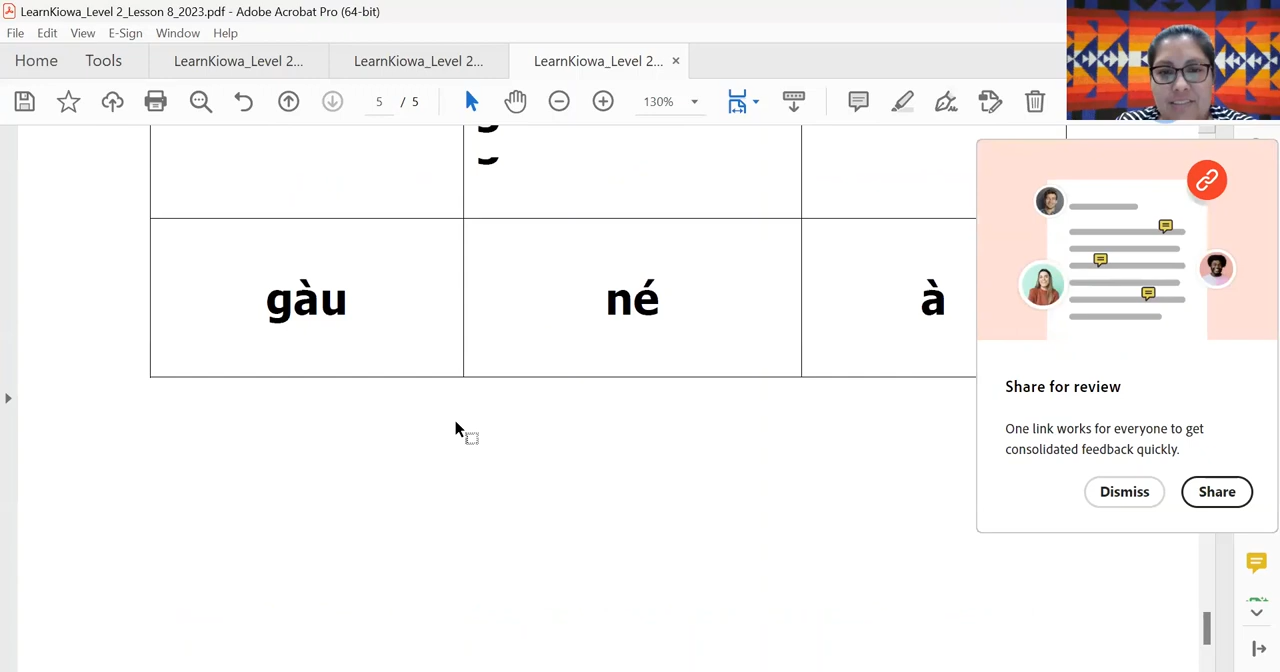 LearnKiowa_Level 2_Lesson 8_2023.pdf - Adobe Acrobat Pro (64-bit)
File Edit View E-Sign Window Help
Home Tools LearnKiowa_Level 2... LearnKiowa_Level 2... LearnKiowa_Level 2... ×
5 / 5 130%
gàu né à
Share for review
One link works for everyone to get
consolidated feedback quickly.
Dismiss Share